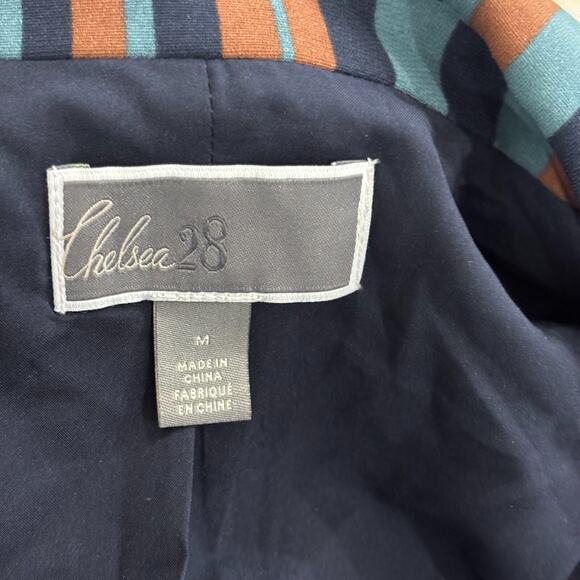 Chelsea28
M
MADE IN
CHINA
FABRIQUÉ
EN CHINE